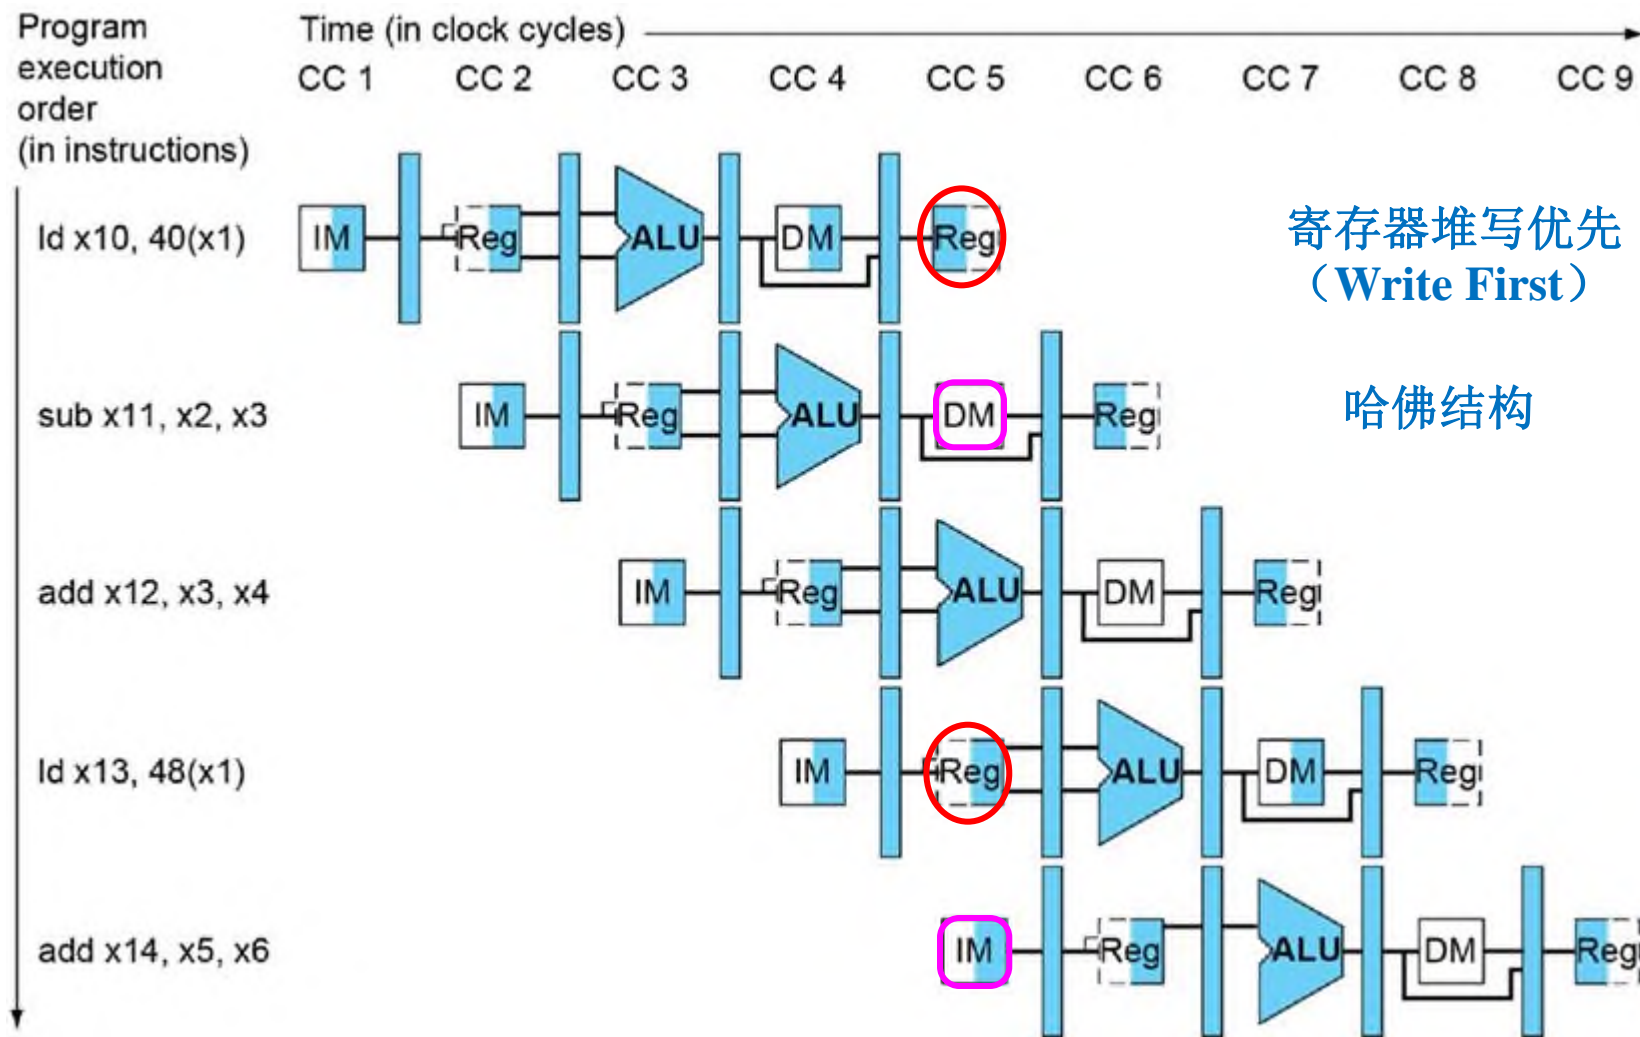 Program
execution
order
(in instructions)
Time (in clock cycles)
CC 1 CC 2 CC 3 CC 4 CC 5 CC 6 CC 7 CC 8 CC 9
ld x10, 40(x1)
IM Reg ALU DM Reg
寄存器堆写优先
（Write First）
sub x11, x2, x3
IM Reg ALU DM Reg
哈佛结构
add x12, x3, x4
IM Reg ALU DM Reg
ld x13, 48(x1)
IM Reg ALU DM Reg
add x14, x5, x6
IM Reg ALU DM Reg